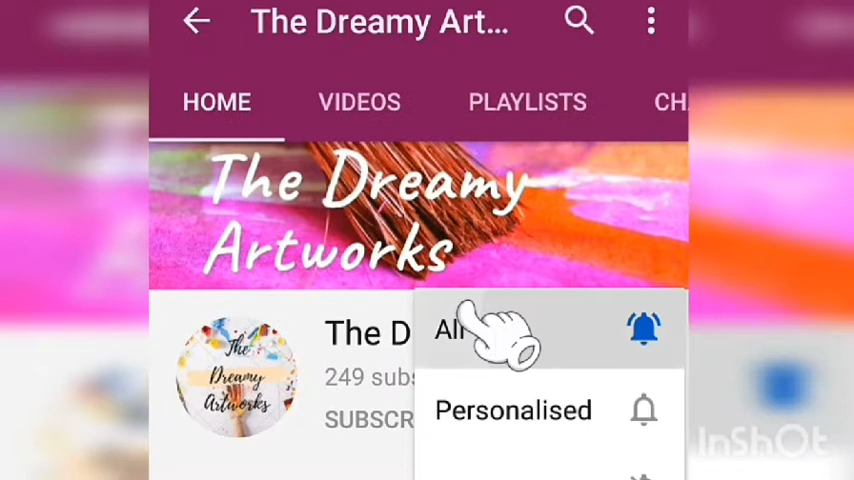 The Dreamy Art...
HOME VIDEOS PLAYLISTS CH
The Dreamy
Artworks
The
Dreamy
Artworks
The D
249 subs
SUBSCR
All
Personalised
InShOt